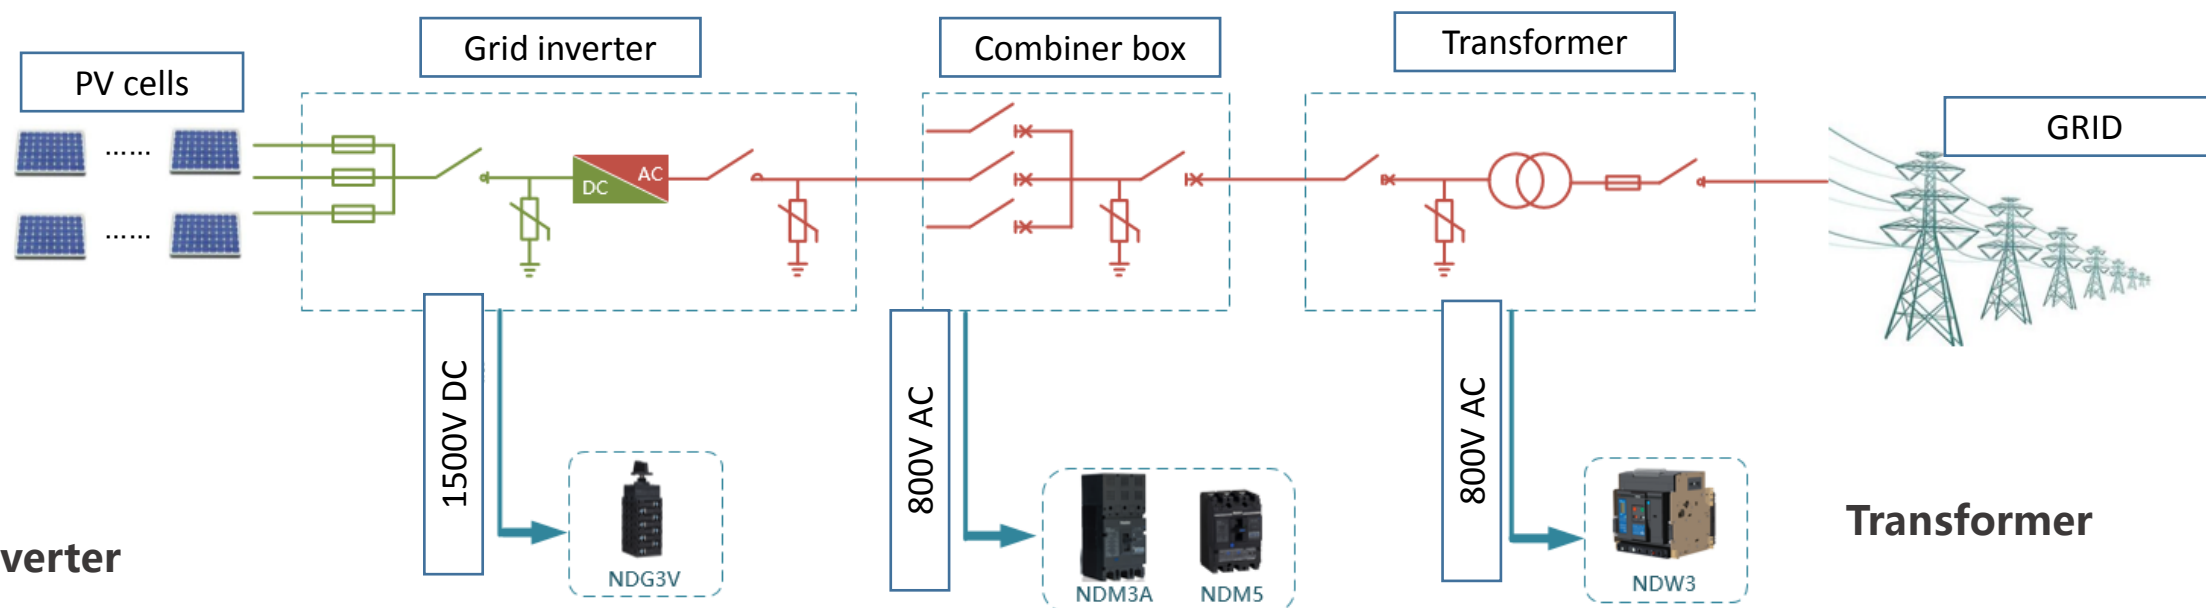 PV cells
Grid inverter
Combiner box
Transformer
GRID
......
......
......
......
DC
AC
1500V DC
800V AC
800V AC
NDG3V
NDM3A
NDM5
NDW3
verter
Transformer